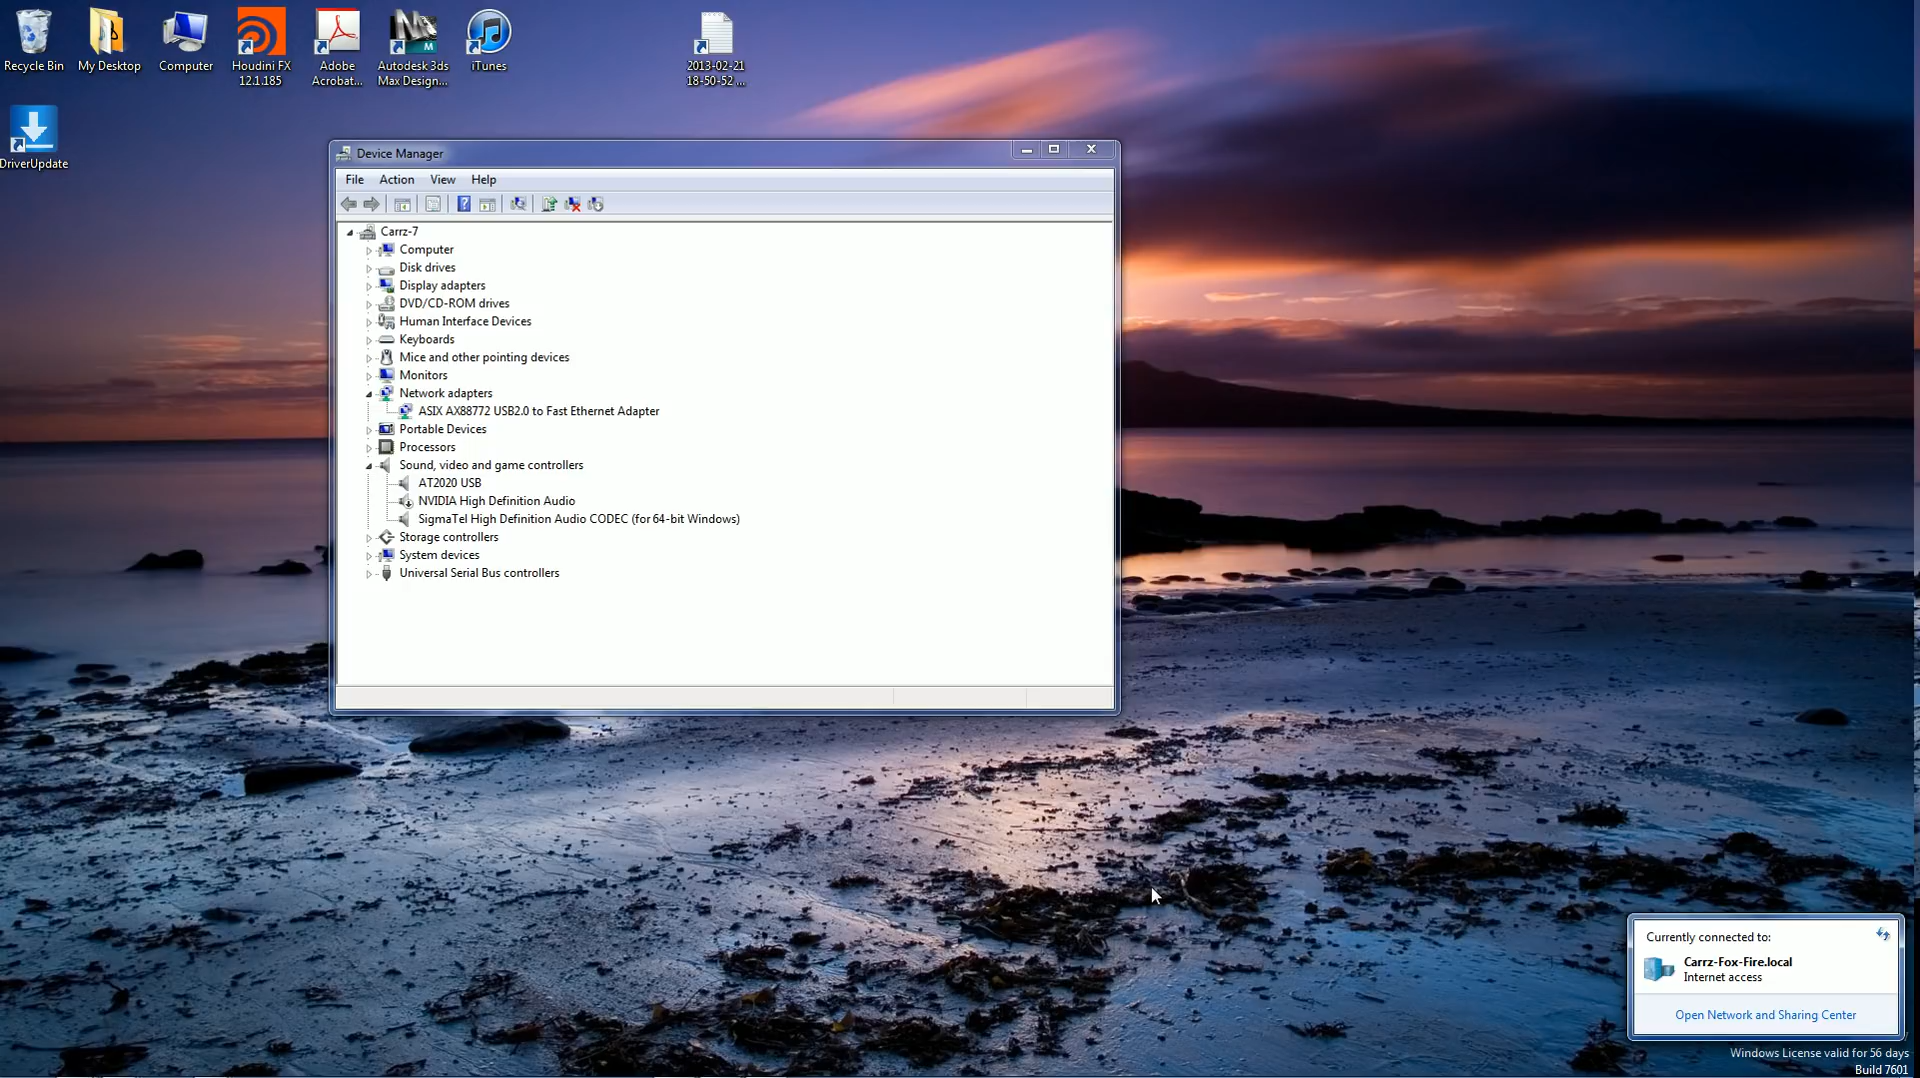 Recycle Bin
My Desktop
Computer
Houdini FX
12.1.185
Adobe
Acrobat...
Autodesk 3ds
Max Design...
iTunes
2013-02-21
18-50-52 ...
DriverUpdate
Device Manager
File Action View Help
Carrz-7
Computer
Disk drives
Display adapters
DVD/CD-ROM drives
Human Interface Devices
Keyboards
Mice and other pointing devices
Monitors
Network adapters
ASIX AX88772 USB2.0 to Fast Ethernet Adapter
Portable Devices
Processors
Sound, video and game controllers
AT2020 USB
NVIDIA High Definition Audio
SigmaTel High Definition Audio CODEC (for 64-bit Windows)
Storage controllers
System devices
Universal Serial Bus controllers
Currently connected to:
Carrz-Fox-Fire.local
Internet access
Open Network and Sharing Center
Windows License valid for 56 days
Build 7601